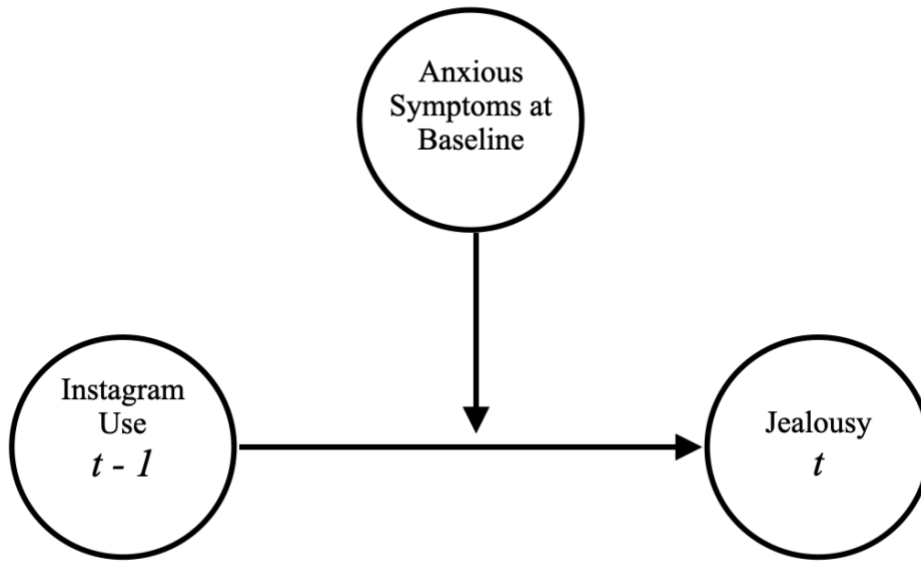 Anxious
Symptoms at
Baseline
Instagram
Use
t - 1
Jealousy
t